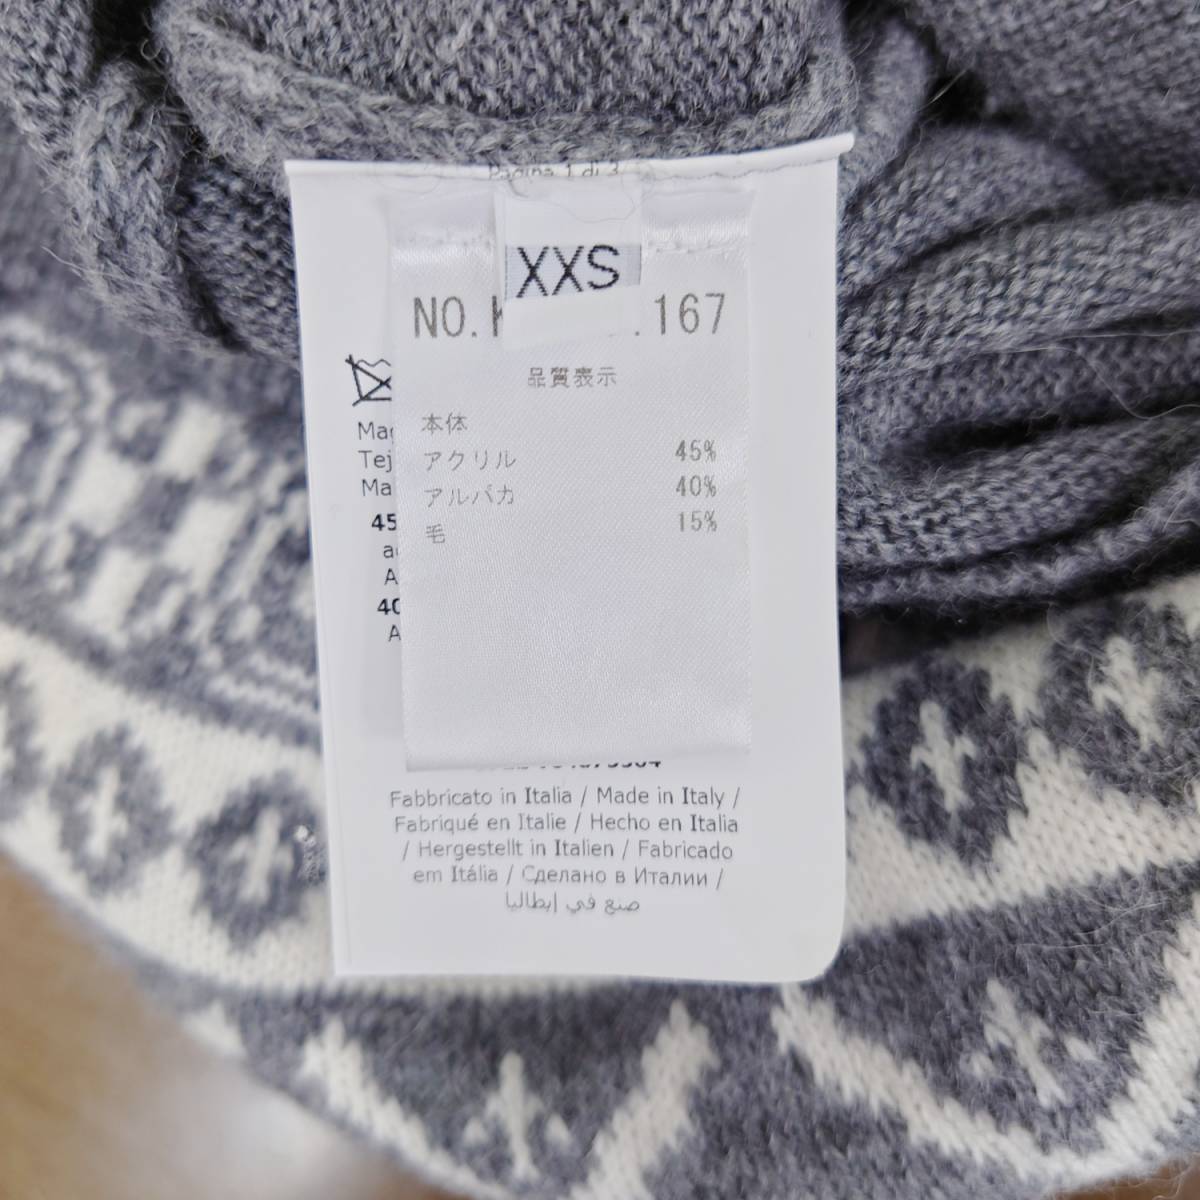 Pagina 1 di 3
XXS
NO. .167
品質表示
本体
アクリル 45%
アルパカ 40%
毛 15%
45
40
Fabbricato in Italia / Made in Italy /
Fabriqué en Italie / Hecho en Italia
/ Hergestellt in Italien / Fabricado
em Itália / Сделано в Италии /
صنع في إيطاليا